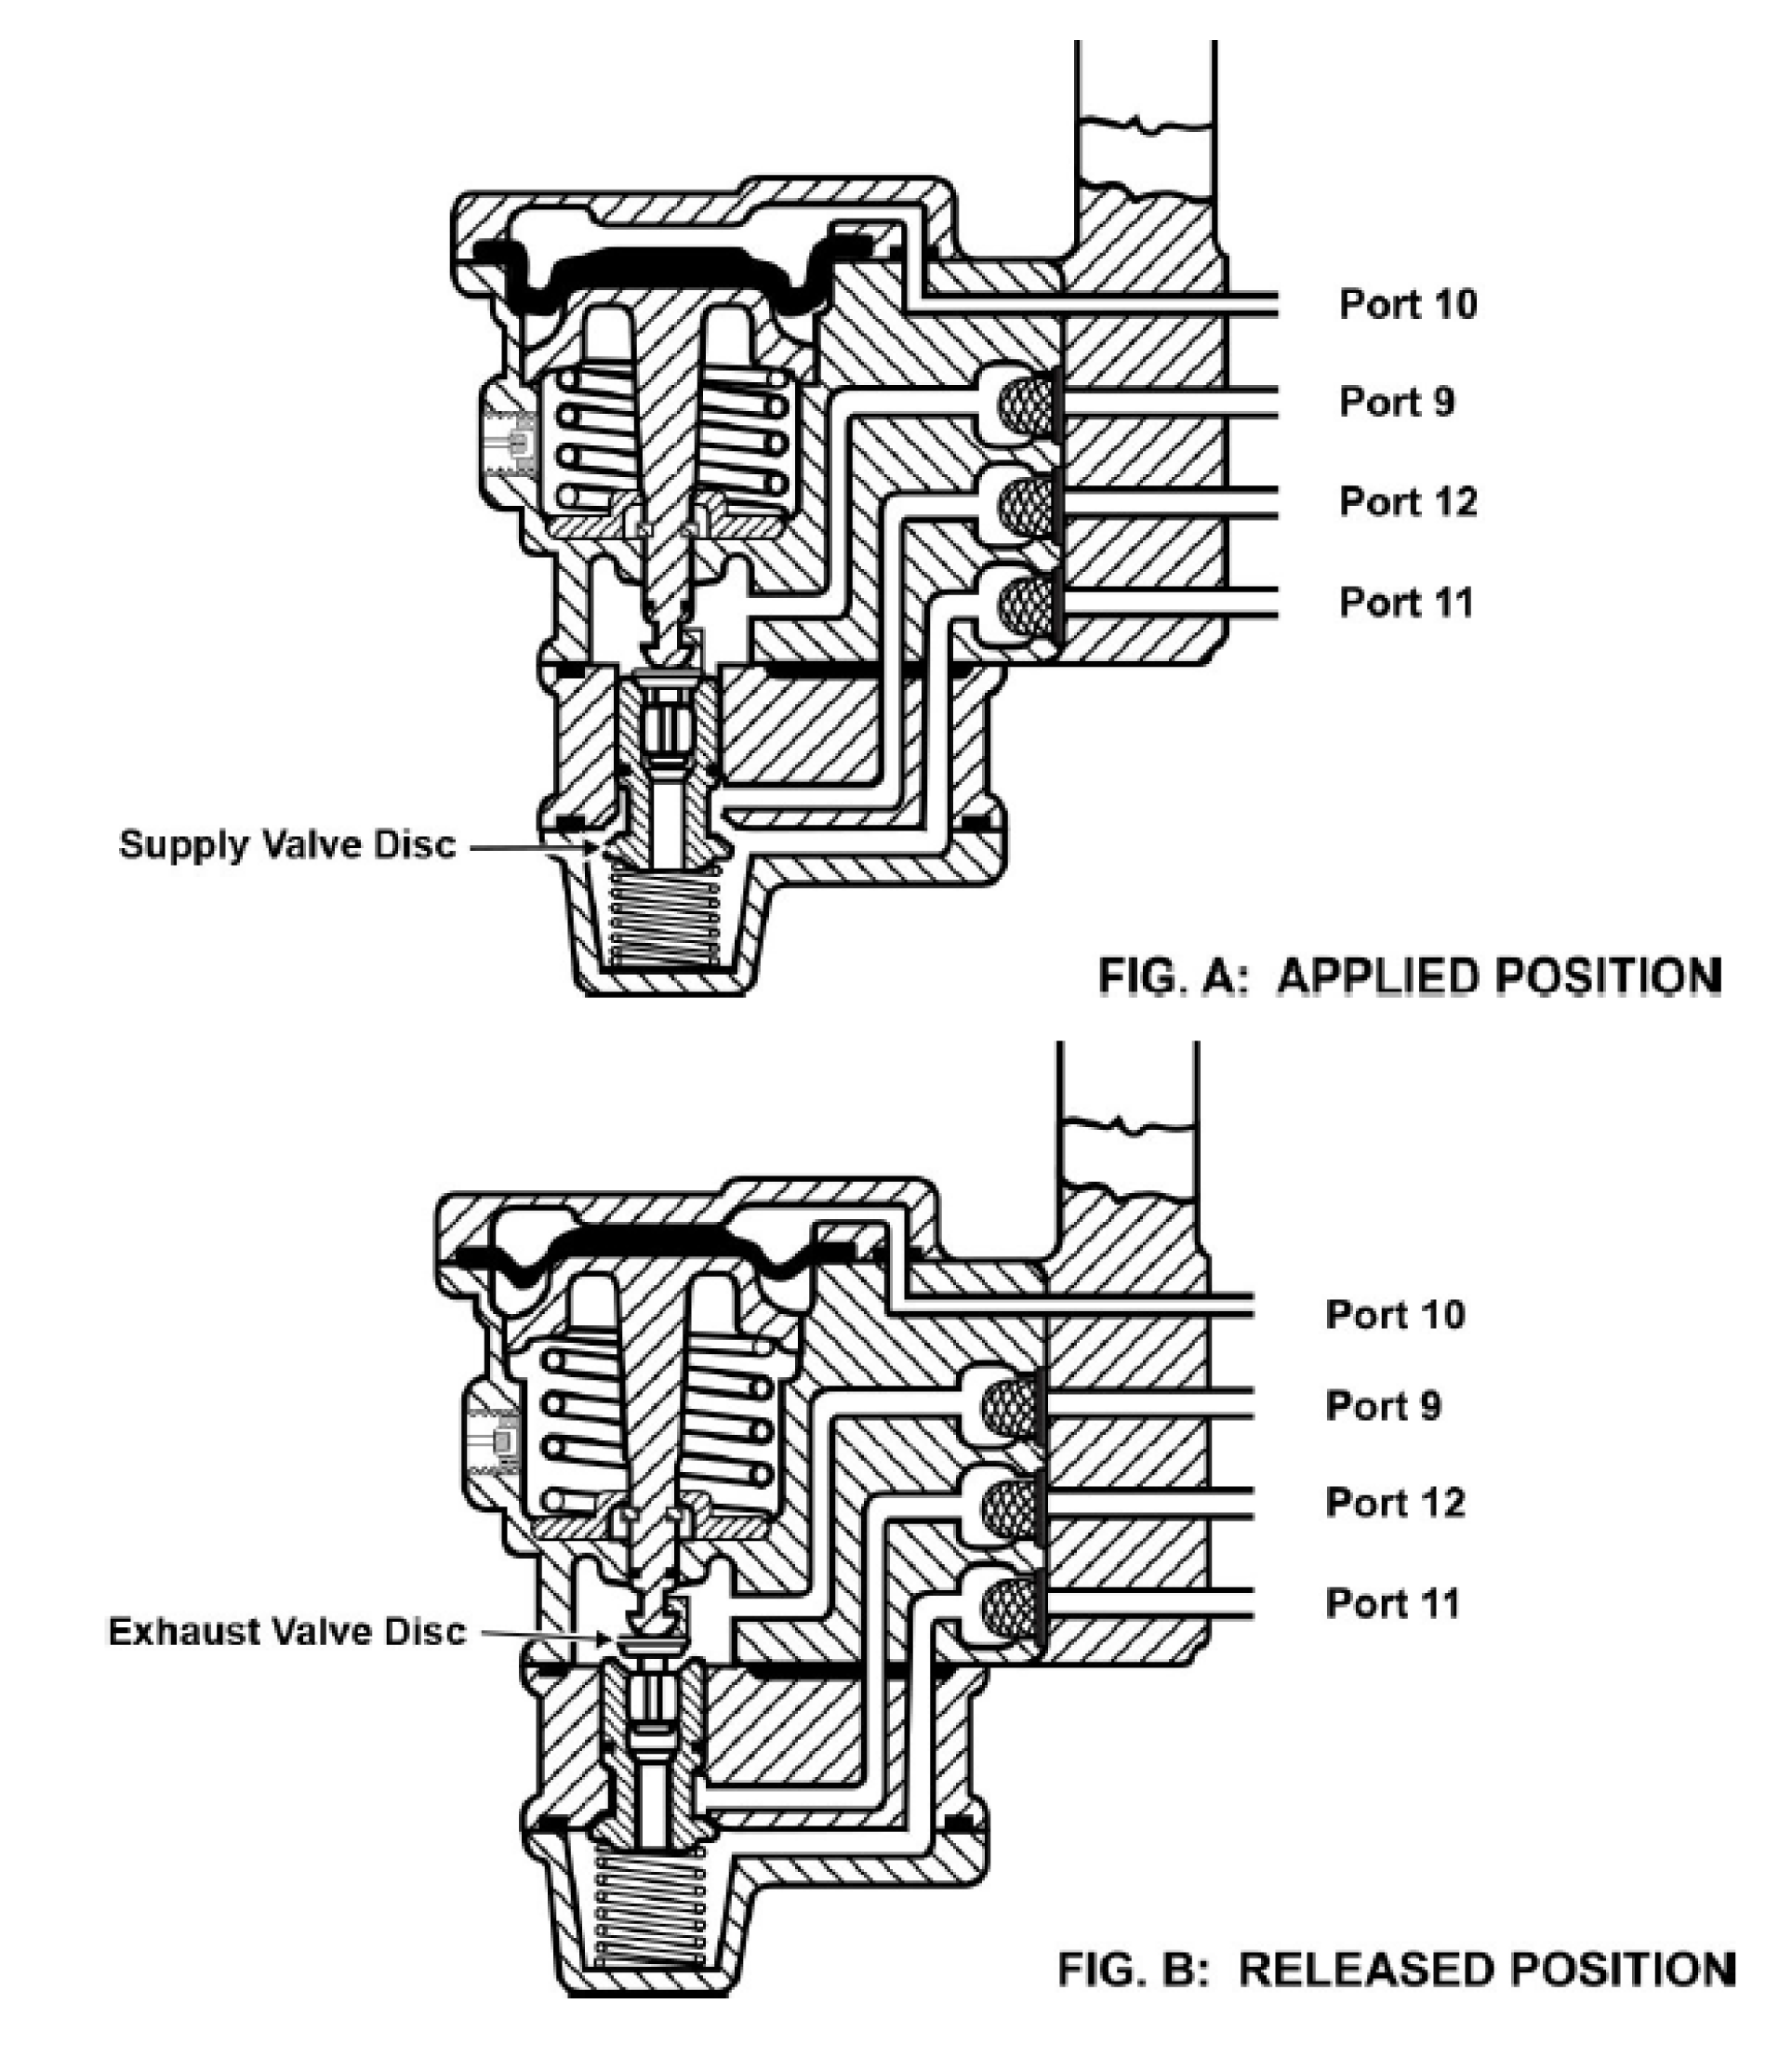 Port 10
Port 9
Port 12
Port 11
Supply Valve Disc
FIG. A: APPLIED POSITION
Port 10
Port 9
Port 12
Port 11
Exhaust Valve Disc
FIG. B: RELEASED POSITION